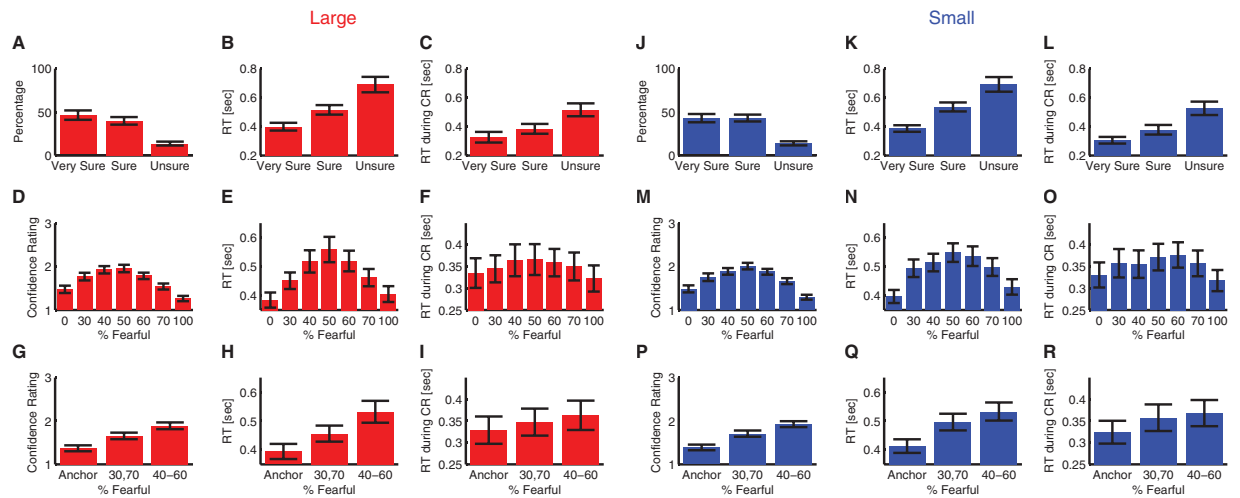 Large
Small
A
B
C
J
K
L
Percentage
100
50
0
Very Sure Sure Unsure
RT [sec]
0.8
0.6
0.4
0.2
Very Sure Sure Unsure
RT during CR [sec]
0.8
0.6
0.4
0.2
Very Sure Sure Unsure
Percentage
100
50
0
Very Sure Sure Unsure
RT [sec]
0.8
0.6
0.4
0.2
Very Sure Sure Unsure
RT during CR [sec]
0.8
0.6
0.4
0.2
Very Sure Sure Unsure
D
E
F
M
N
O
Confidence Rating
3
2
1
0 30 40 50 60 70 100
% Fearful
RT [sec]
0.6
0.5
0.4
0 30 40 50 60 70 100
% Fearful
RT during CR [sec]
0.4
0.35
0.3
0.25
0 30 40 50 60 70 100
% Fearful
Confidence Rating
3
2
1
0 30 40 50 60 70 100
% Fearful
RT [sec]
0.6
0.5
0.4
0 30 40 50 60 70 100
% Fearful
RT during CR [sec]
0.4
0.35
0.3
0.25
0 30 40 50 60 70 100
% Fearful
G
H
I
P
Q
R
Confidence Rating
3
2
1
Anchor 30,70 40–60
% Fearful
RT [sec]
0.6
0.5
0.4
Anchor 30,70 40–60
% Fearful
RT during CR [sec]
0.4
0.35
0.3
0.25
Anchor 30,70 40–60
% Fearful
Confidence Rating
3
2
1
Anchor 30,70 40–60
% Fearful
RT [sec]
0.6
0.5
0.4
Anchor 30,70 40–60
% Fearful
RT during CR [sec]
0.4
0.35
0.3
0.25
Anchor 30,70 40–60
% Fearful